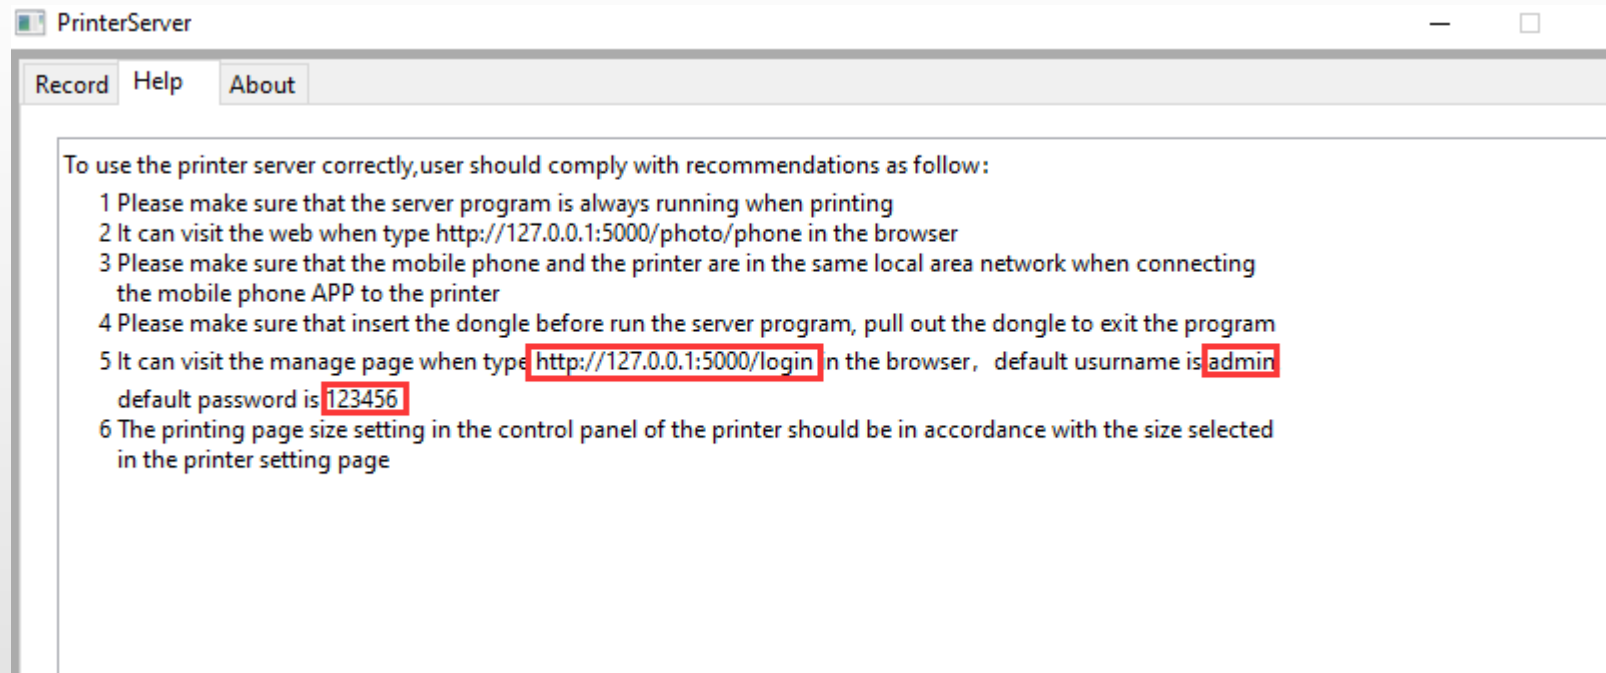 PrinterServer
Record Help About
To use the printer server correctly,user should comply with recommendations as follow:
1 Please make sure that the server program is always running when printing
2 It can visit the web when type http://127.0.0.1:5000/photo/phone in the browser
3 Please make sure that the mobile phone and the printer are in the same local area network when connecting
the mobile phone APP to the printer
4 Please make sure that insert the dongle before run the server program, pull out the dongle to exit the program
5 It can visit the manage page when type http://127.0.0.1:5000/login in the browser, default usurname is admin
default password is 123456
6 The printing page size setting in the control panel of the printer should be in accordance with the size selected
in the printer setting page